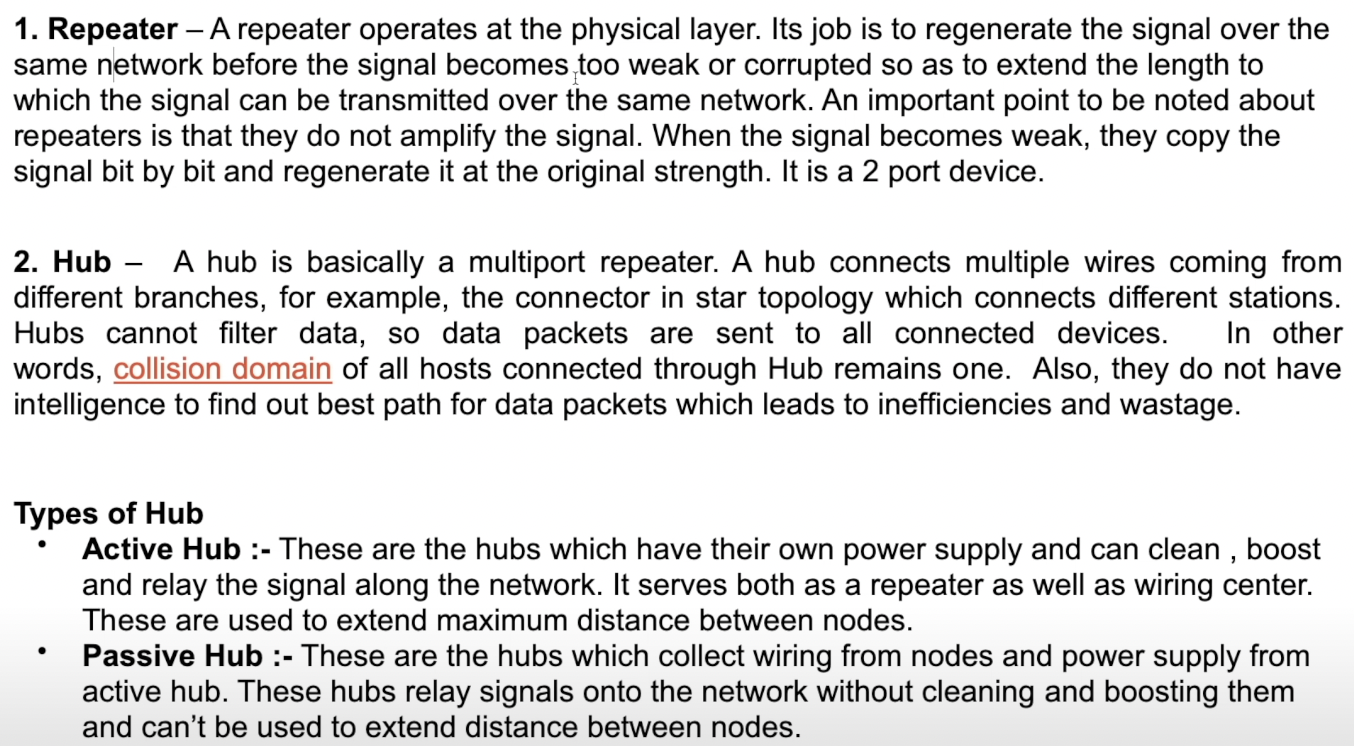 1. Repeater – A repeater operates at the physical layer. Its job is to regenerate the signal over the
same network before the signal becomes too weak or corrupted so as to extend the length to
which the signal can be transmitted over the same network. An important point to be noted about
repeaters is that they do not amplify the signal. When the signal becomes weak, they copy the
signal bit by bit and regenerate it at the original strength. It is a 2 port device.
2. Hub – A hub is basically a multiport repeater. A hub connects multiple wires coming from
different branches, for example, the connector in star topology which connects different stations.
Hubs cannot filter data, so data packets are sent to all connected devices. In other
words, collision domain of all hosts connected through Hub remains one. Also, they do not have
intelligence to find out best path for data packets which leads to inefficiencies and wastage.
Types of Hub
• Active Hub :- These are the hubs which have their own power supply and can clean , boost
and relay the signal along the network. It serves both as a repeater as well as wiring center.
These are used to extend maximum distance between nodes.
• Passive Hub :- These are the hubs which collect wiring from nodes and power supply from
active hub. These hubs relay signals onto the network without cleaning and boosting them
and can’t be used to extend distance between nodes.